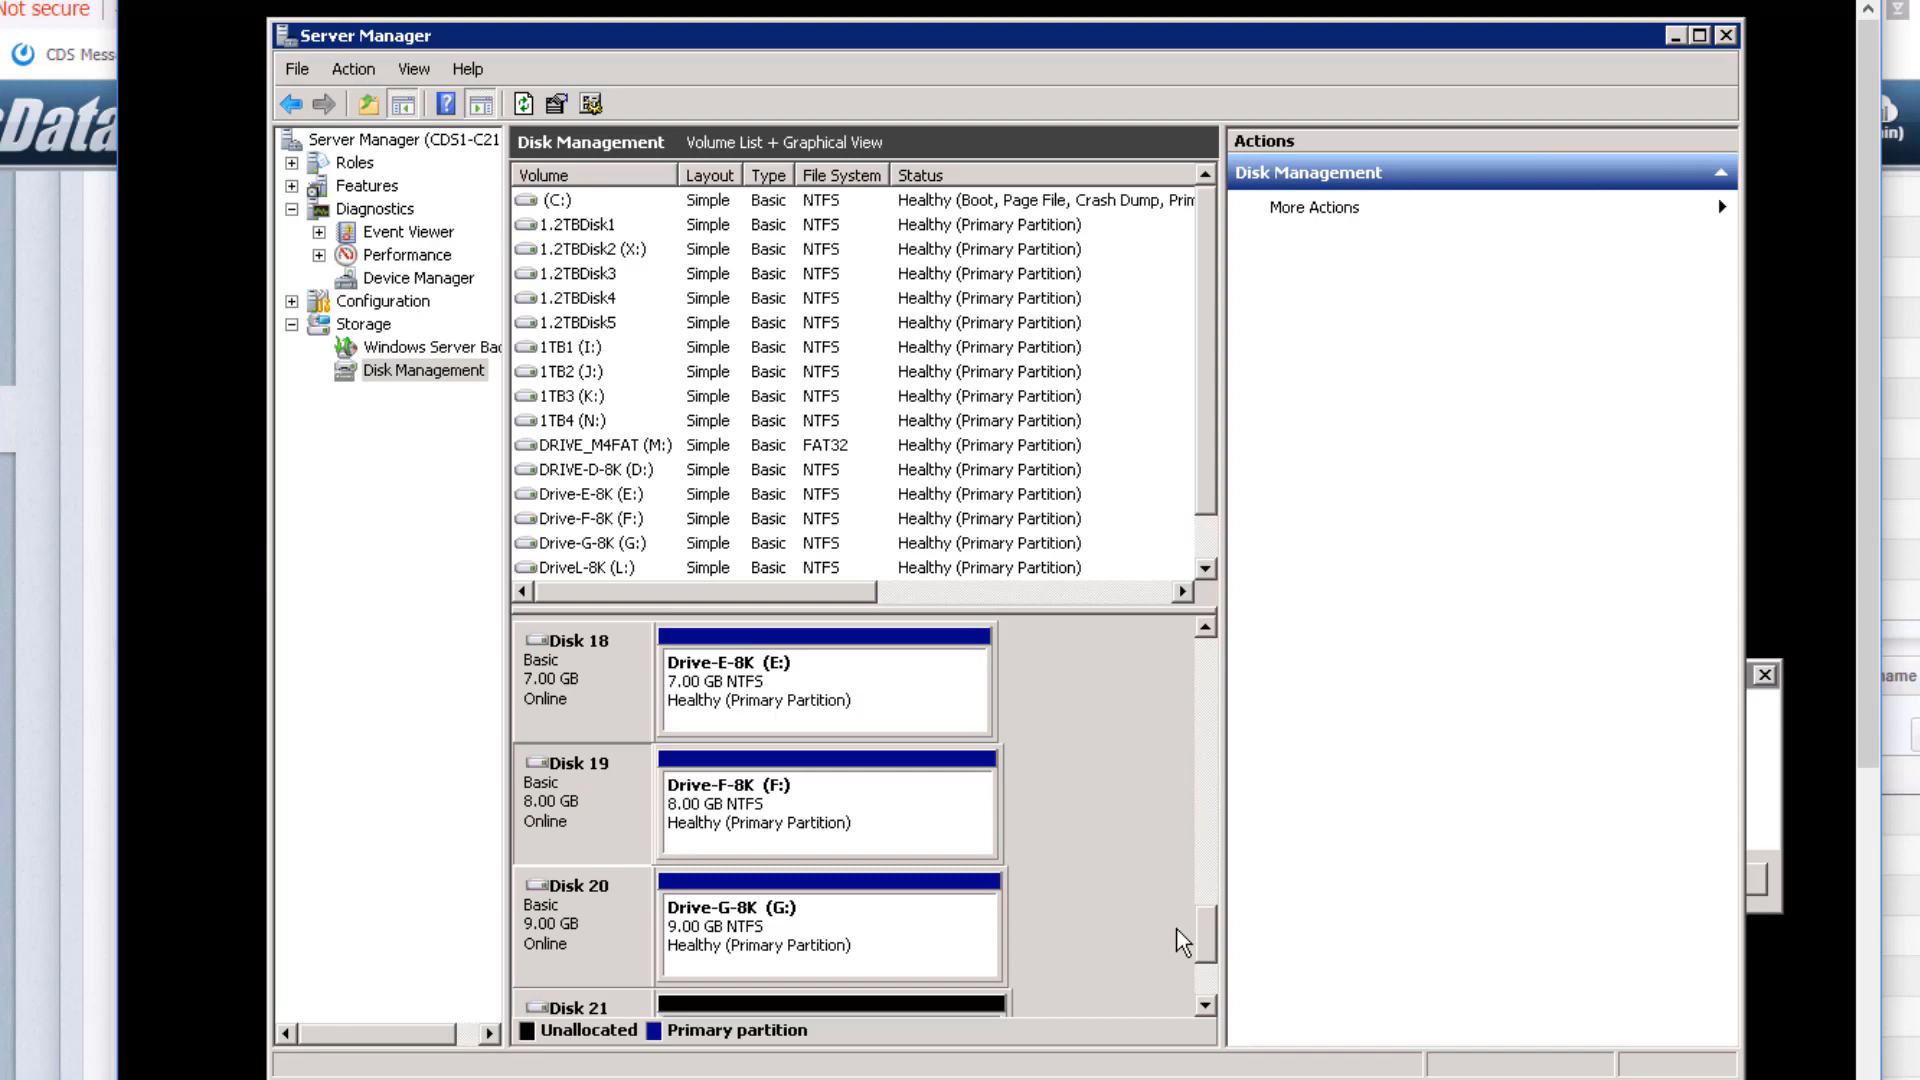 Not secure
CDS Mess
Data
Server Manager
File Action View Help
Server Manager (CDS1-C21
Roles
Features
Diagnostics
Event Viewer
Performance
Device Manager
Configuration
Storage
Windows Server Bac
Disk Management
Disk Management Volume List + Graphical View
Volume Layout Type File System Status
(C:) Simple Basic NTFS Healthy (Boot, Page File, Crash Dump, Prim
1.2TBDisk1 Simple Basic NTFS Healthy (Primary Partition)
1.2TBDisk2 (X:) Simple Basic NTFS Healthy (Primary Partition)
1.2TBDisk3 Simple Basic NTFS Healthy (Primary Partition)
1.2TBDisk4 Simple Basic NTFS Healthy (Primary Partition)
1.2TBDisk5 Simple Basic NTFS Healthy (Primary Partition)
1TB1 (I:) Simple Basic NTFS Healthy (Primary Partition)
1TB2 (J:) Simple Basic NTFS Healthy (Primary Partition)
1TB3 (K:) Simple Basic NTFS Healthy (Primary Partition)
1TB4 (N:) Simple Basic NTFS Healthy (Primary Partition)
DRIVE_M4FAT (M:) Simple Basic FAT32 Healthy (Primary Partition)
DRIVE-D-8K (D:) Simple Basic NTFS Healthy (Primary Partition)
Drive-E-8K (E:) Simple Basic NTFS Healthy (Primary Partition)
Drive-F-8K (F:) Simple Basic NTFS Healthy (Primary Partition)
Drive-G-8K (G:) Simple Basic NTFS Healthy (Primary Partition)
DriveL-8K (L:) Simple Basic NTFS Healthy (Primary Partition)
Disk 18
Basic
7.00 GB
Online
Drive-E-8K (E:)
7.00 GB NTFS
Healthy (Primary Partition)
Disk 19
Basic
8.00 GB
Online
Drive-F-8K (F:)
8.00 GB NTFS
Healthy (Primary Partition)
Disk 20
Basic
9.00 GB
Online
Drive-G-8K (G:)
9.00 GB NTFS
Healthy (Primary Partition)
Disk 21
Unallocated Primary partition
Actions
Disk Management
More Actions
in)
name